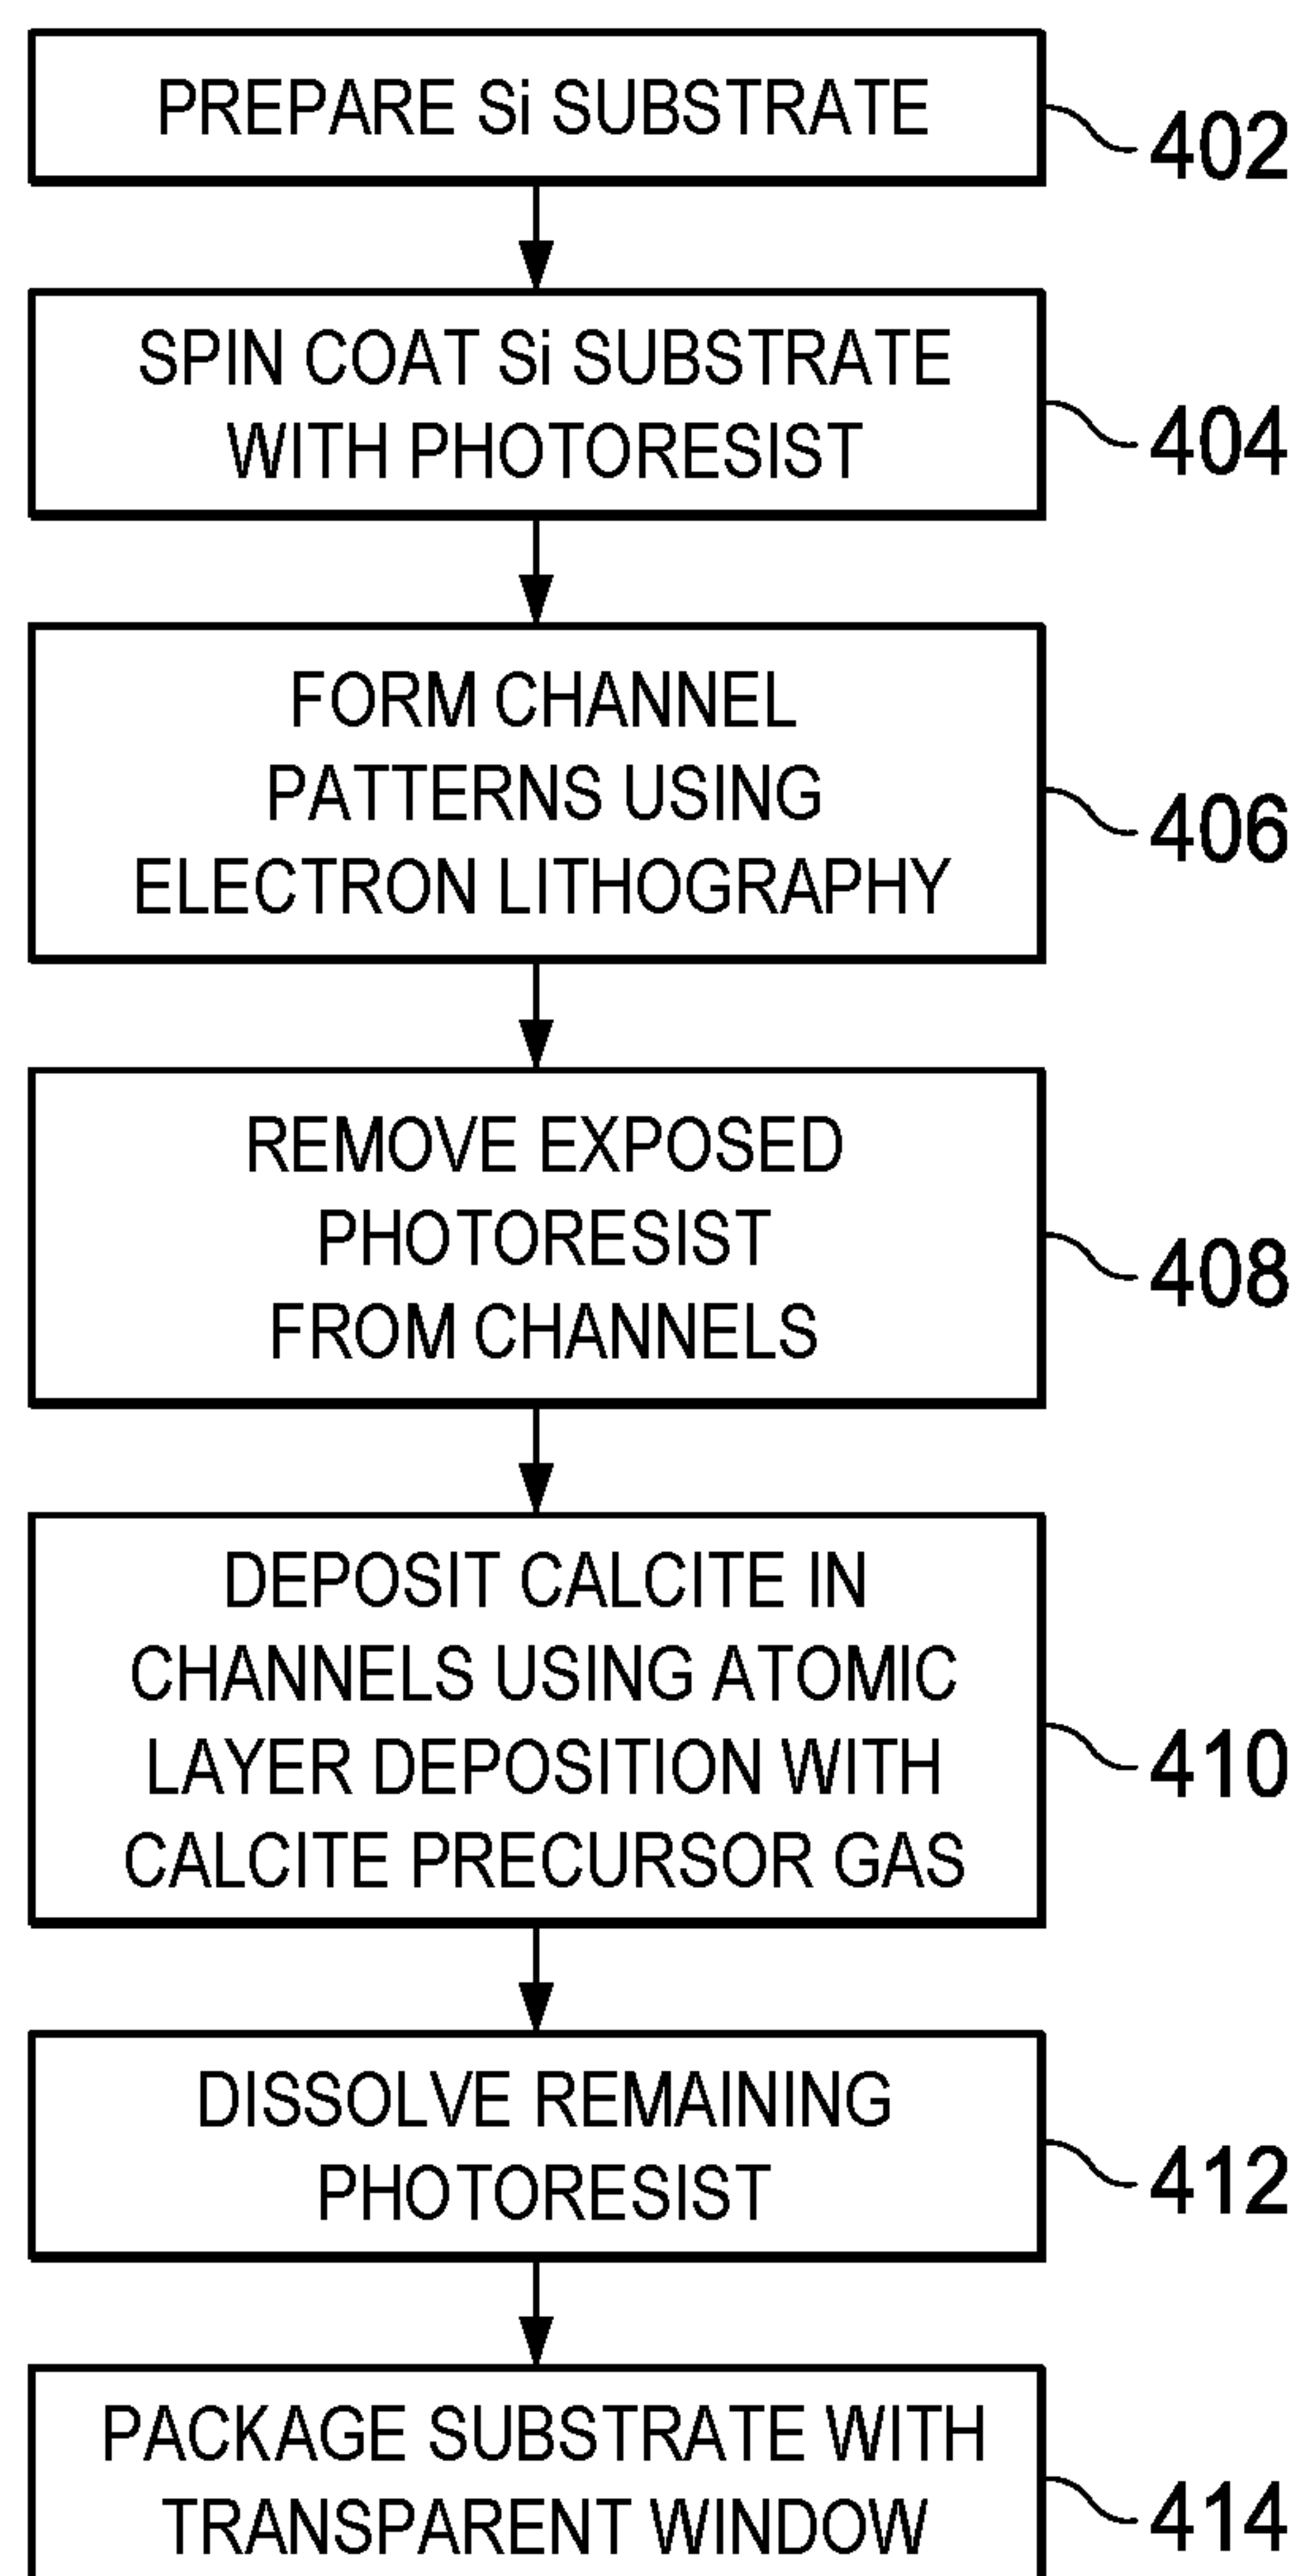 PREPARE Si SUBSTRATE
402
SPIN COAT Si SUBSTRATE
WITH PHOTORESIST
404
FORM CHANNEL
PATTERNS USING
ELECTRON LITHOGRAPHY
406
REMOVE EXPOSED
PHOTORESIST
FROM CHANNELS
408
DEPOSIT CALCITE IN
CHANNELS USING ATOMIC
LAYER DEPOSITION WITH
CALCITE PRECURSOR GAS
410
DISSOLVE REMAINING
PHOTORESIST
412
PACKAGE SUBSTRATE WITH
TRANSPARENT WINDOW
414